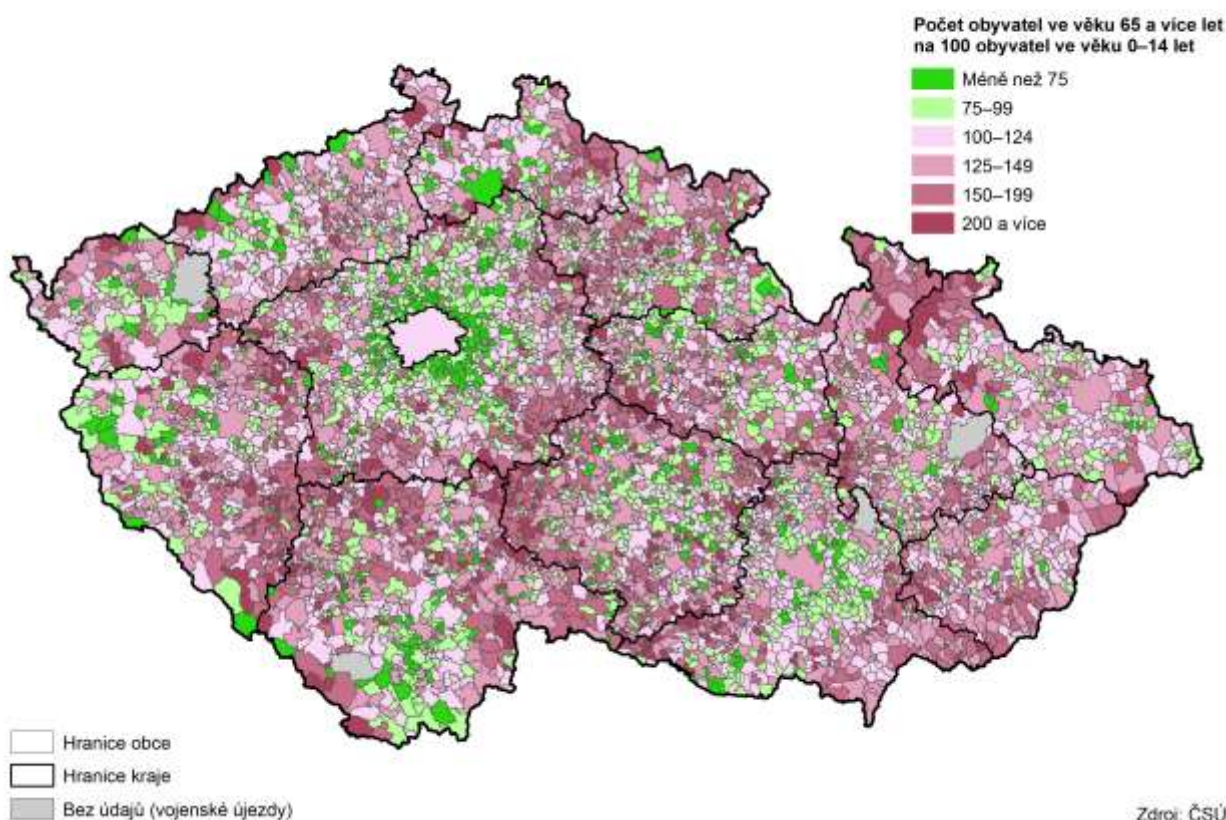 Počet obyvatel ve věku 65 a více let
na 100 obyvatel ve věku 0–14 let
Méně než 75
75–99
100–124
125–149
150–199
200 a více
Hranice obce
Hranice kraje
Bez údajů (vojenské újezdy)
Zdroj: ČSÚ